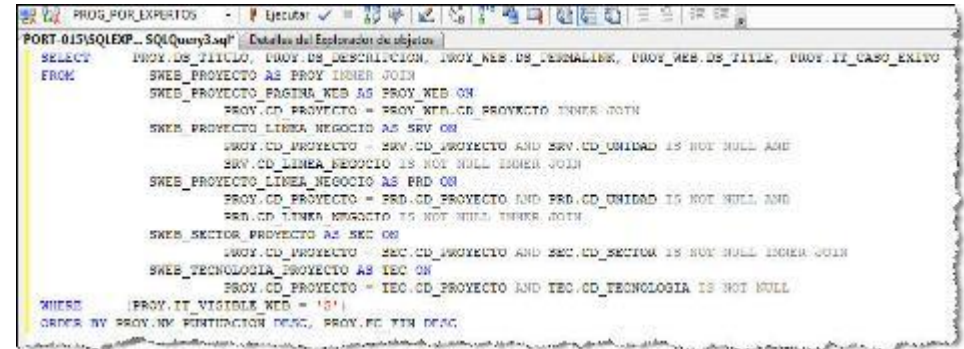 PROG_POR_EXPERTOS Ejecutar
PORT-015\SQLEXP... SQLQuery3.sql* Detalles del Explorador de objetos
SELECT PROY.DS_TITULO, PROY.DS_DESCRIPCION, PROY_WEB.DS_PERMALINK, PROY_WEB.DS_TITLE, PROY.IT_CASO_EXITO
FROM SWEB_PROYECTO AS PROY INNER JOIN
SWEB_PROYECTO_PAGINA_WEB AS PROY_WEB ON
PROY.CD_PROYECTO = PROY_WEB.CD_PROYECTO INNER JOIN
SWEB_PROYECTO_LINEA_NEGOCIO AS SRV ON
PROY.CD_PROYECTO = SRV.CD_PROYECTO AND SRV.CD_UNIDAD IS NOT NULL AND
SRV.CD_LINEA_NEGOCIO IS NOT NULL INNER JOIN
SWEB_PROYECTO_LINEA_NEGOCIO AS PRD ON
PROY.CD_PROYECTO = PRD.CD_PROYECTO AND PRD.CD_UNIDAD IS NOT NULL AND
PRD.CD_LINEA_NEGOCIO IS NOT NULL INNER JOIN
SWEB_SECTOR_PROYECTO AS SEC ON
PROY.CD_PROYECTO = SEC.CD_PROYECTO AND SEC.CD_SECTOR IS NOT NULL INNER JOIN
SWEB_TECNOLOGIA_PROYECTO AS TEC ON
PROY.CD_PROYECTO = TEC.CD_PROYECTO AND TEC.CD_TECNOLOGIA IS NOT NULL
WHERE (PROY.IT_VISIBLE_WEB = 'S')
ORDER BY PROY.NM_PUNTUACION DESC, PROY.FC_FIN DESC